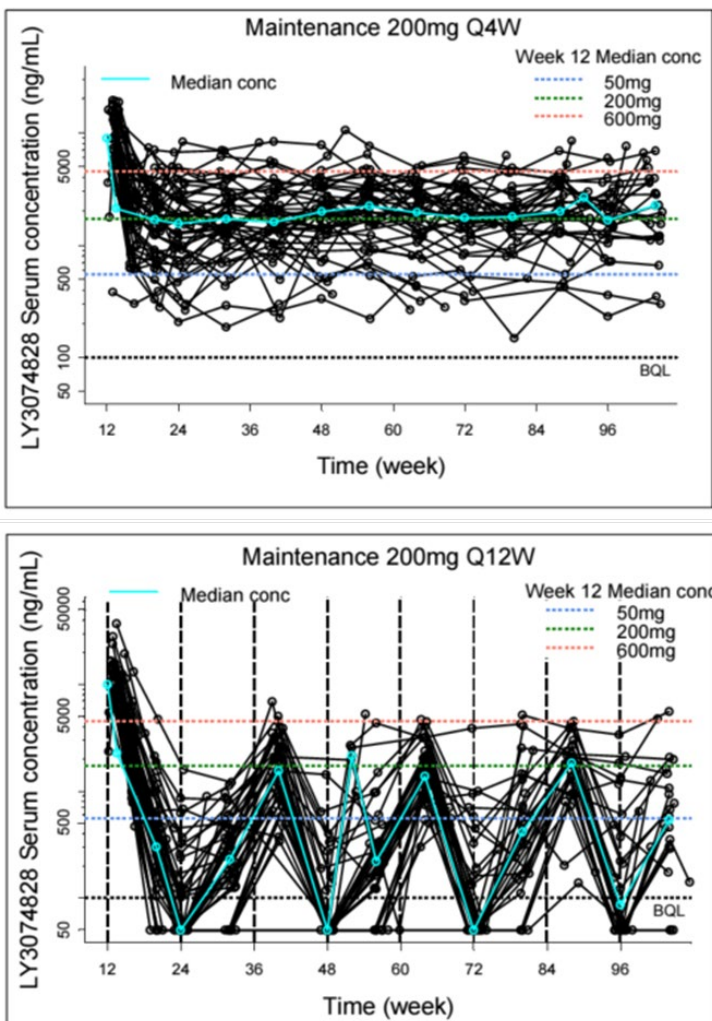 Maintenance 200mg Q4W
Median conc
Week 12 Median conc
50mg
200mg
600mg
LY3074828 Serum concentration (ng/mL)
5000
600
100
50
BQL
12 24 36 48 60 72 84 96
Time (week)
Maintenance 200mg Q12W
Median conc
Week 12 Median conc
50mg
200mg
600mg
LY3074828 Serum concentration (ng/mL)
50000
5000
500
50
BQL
12 24 36 48 60 72 84 96
Time (week)